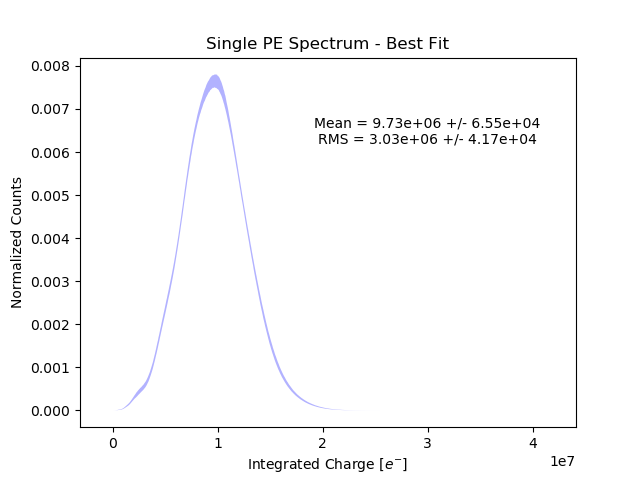 Single PE Spectrum - Best Fit
0.008
0.007
0.006
0.005
0.004
0.003
0.002
0.001
0.000
Normalized Counts
Mean = 9.73e+06 +/- 6.55e+04
RMS = 3.03e+06 +/- 4.17e+04
0 1 2 3 4
1e7
Integrated Charge [e⁻]